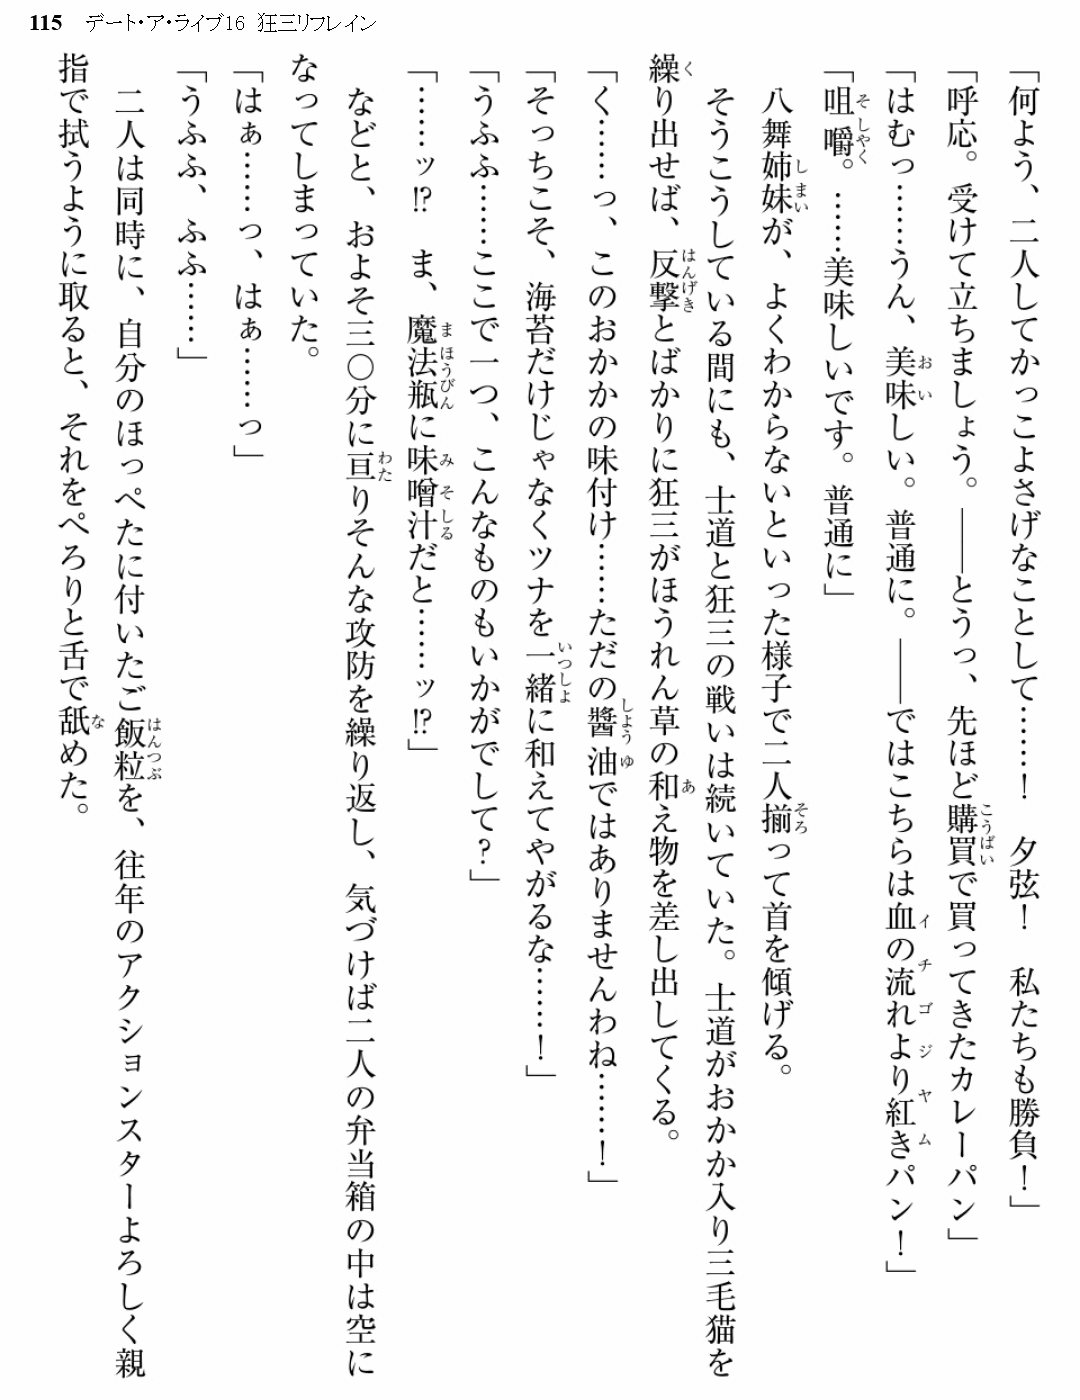 115 デート・ア・ライブ16 狂三リフレイン
「何よう、二人してかっこよさげなことして……！　夕弦！　私たちも勝負！」
「呼応。受けて立ちましょう。――とうっ、先ほど購買で買ってきたカレーパン」
「はむっ……うん、美味しい。普通に。――ではこちらは血の流れより紅きパン！」
「咀嚼。……美味しいです。普通に」
　八舞姉妹が、よくわからないといった様子で二人揃って首を傾げる。
　そうこうしている間にも、士道と狂三の戦いは続いていた。士道がおかか入り三毛猫を
繰り出せば、反撃とばかりに狂三がほうれん草の和え物を差し出してくる。
「く……っ、このおかかの味付け……ただの醬油ではありませんわね……！」
「そっちこそ、海苔だけじゃなくツナを一緒に和えてやがるな……！」
「うふふ……ここで一つ、こんなものもいかがでして？」
「……ッ!?　ま、魔法瓶に味噌汁だと……ッ!?」
　などと、およそ三〇分に亘りそんな攻防を繰り返し、気づけば二人の弁当箱の中は空に
なってしまっていた。
「はぁ……っ、はぁ……っ」
「うふふ、ふふ……」
　二人は同時に、自分のほっぺたに付いたご飯粒を、往年のアクションスターよろしく親
指で拭うように取ると、それをぺろりと舌で舐めた。